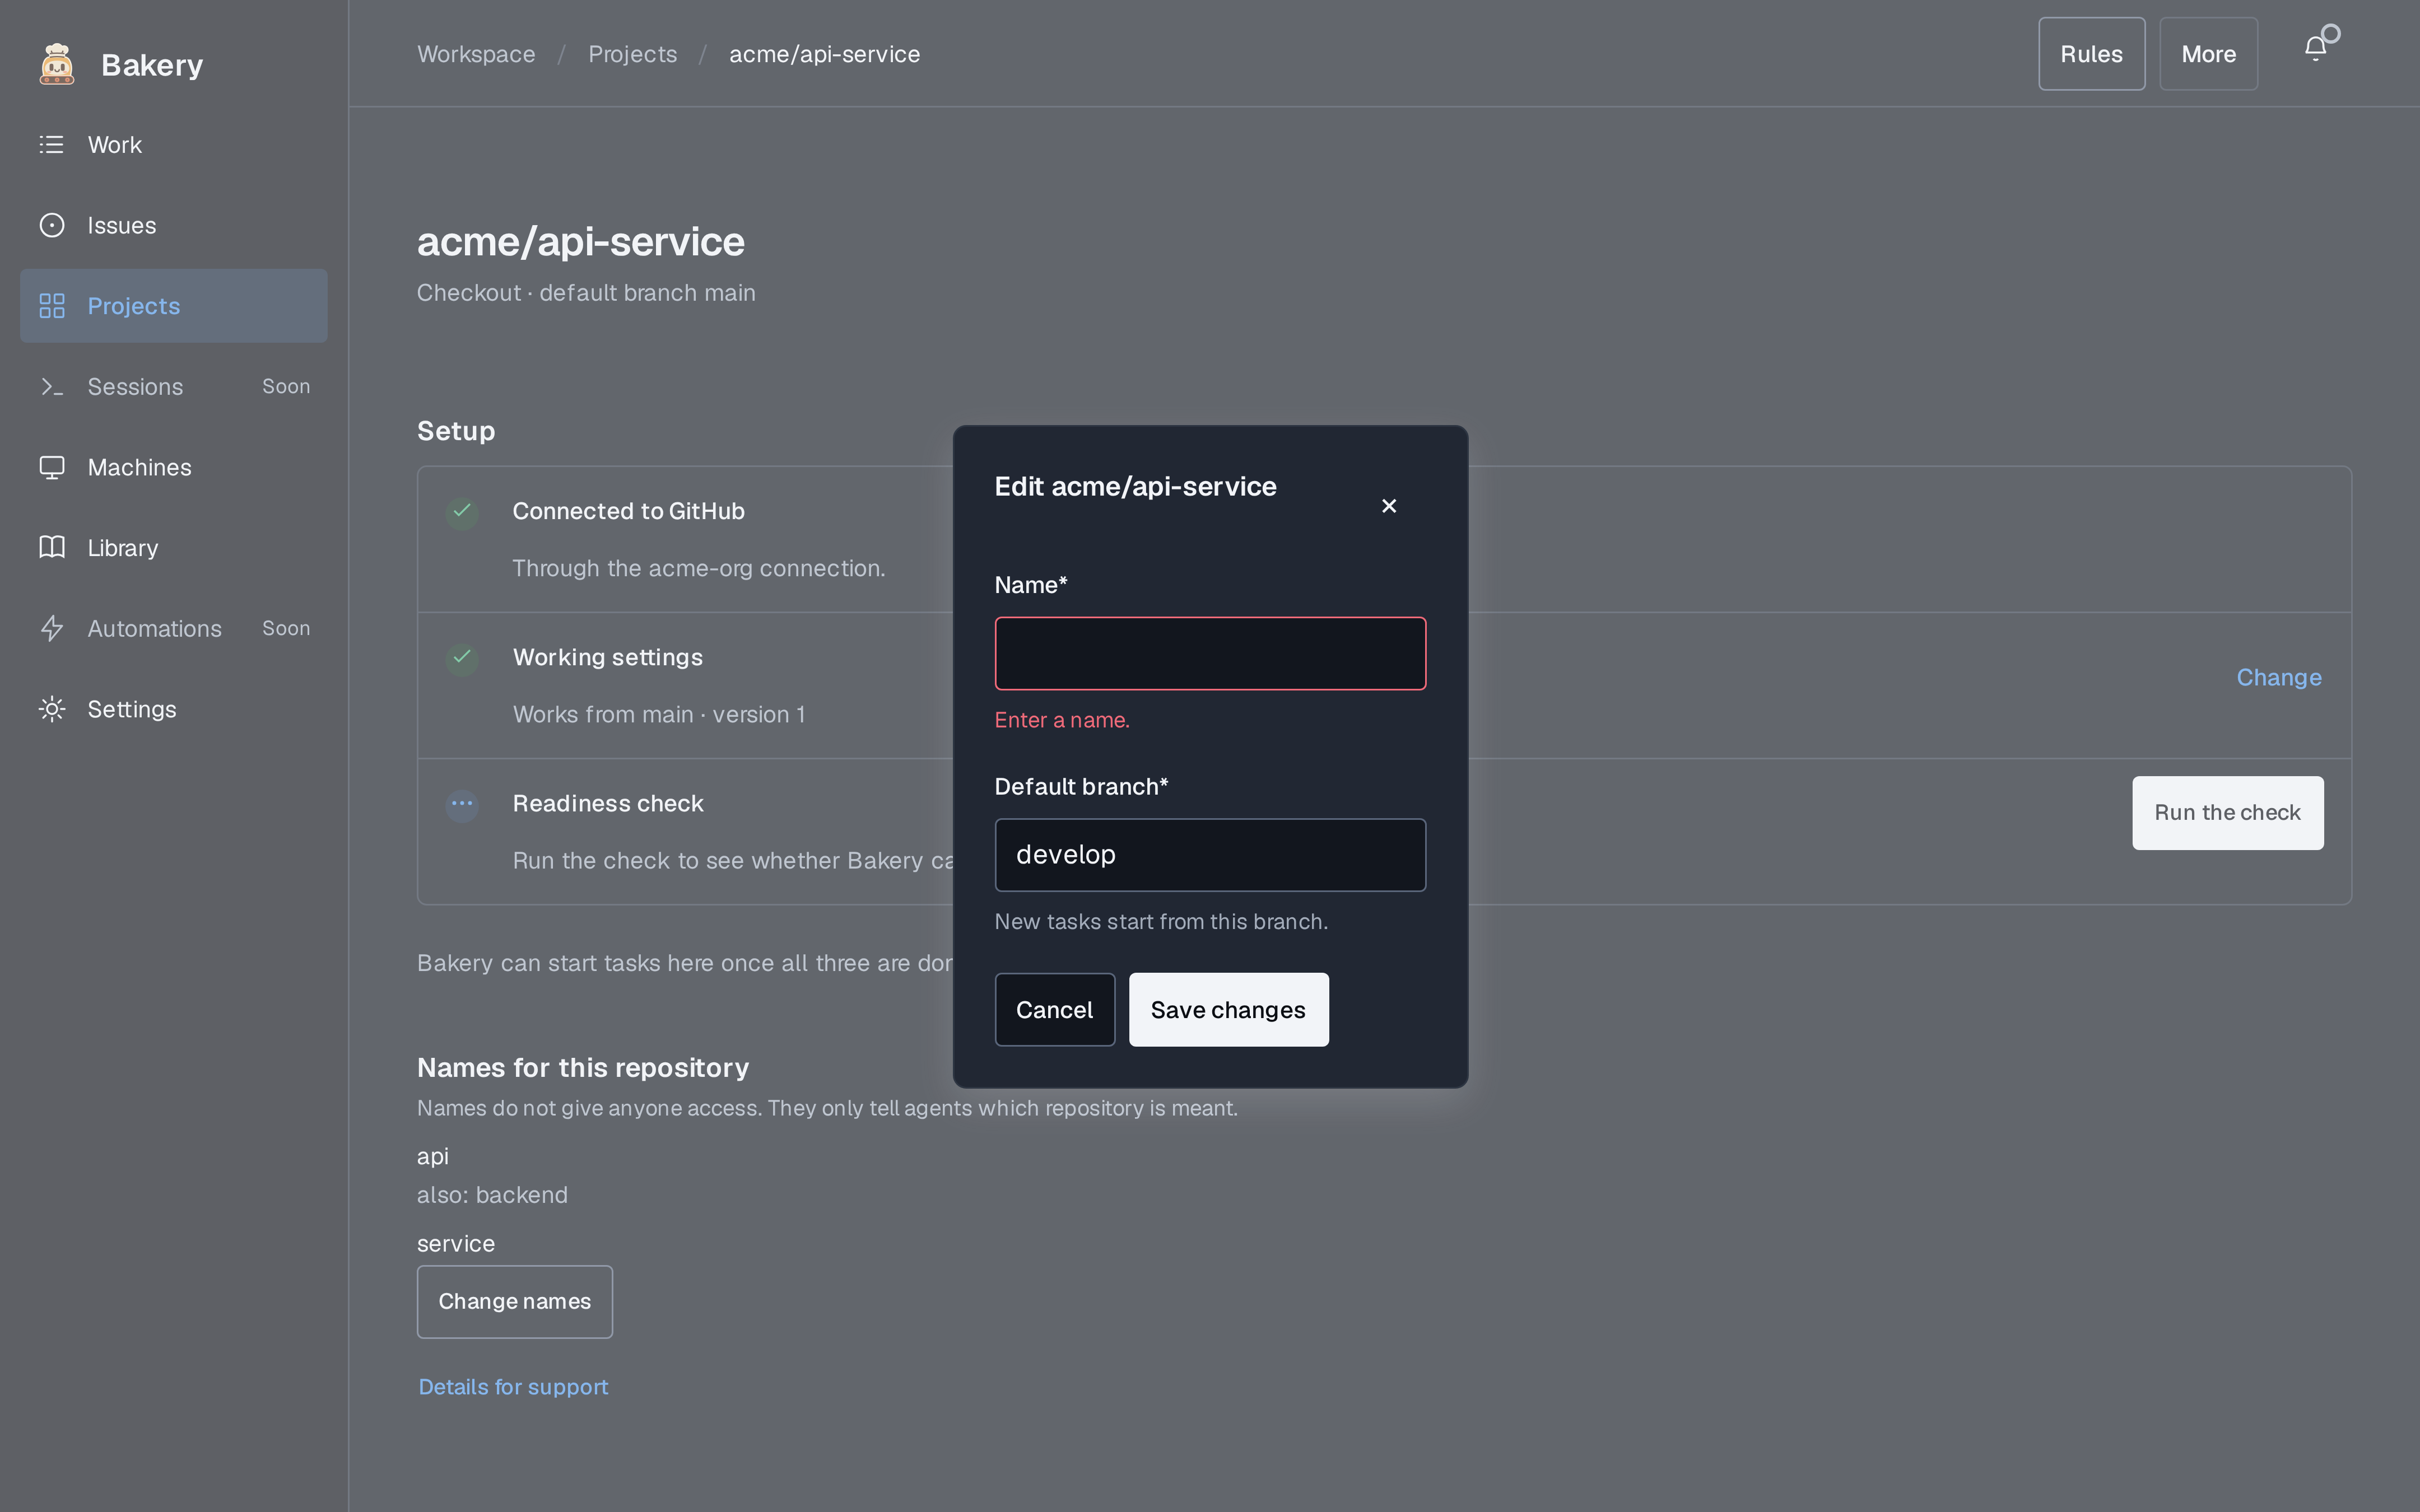 Bakery
Work
Issues
Projects
Sessions Soon
Machines
Library
Automations Soon
Settings
Workspace / Projects / acme/api-service
Rules
More
acme/api-service
Checkout · default branch main
Setup
Connected to GitHub
Through the acme-org connection.
Working settings
Works from main · version 1
Change
Readiness check
Run the check to see whether Bakery
Run the check
Bakery can start tasks here once all three are
Names for this repository
Names do not give anyone access. They only tell agents which repository is meant.
api
also: backend
service
Change names
Details for support
Edit acme/api-service
Name*
Enter a name.
Default branch*
develop
New tasks start from this branch.
Cancel
Save changes